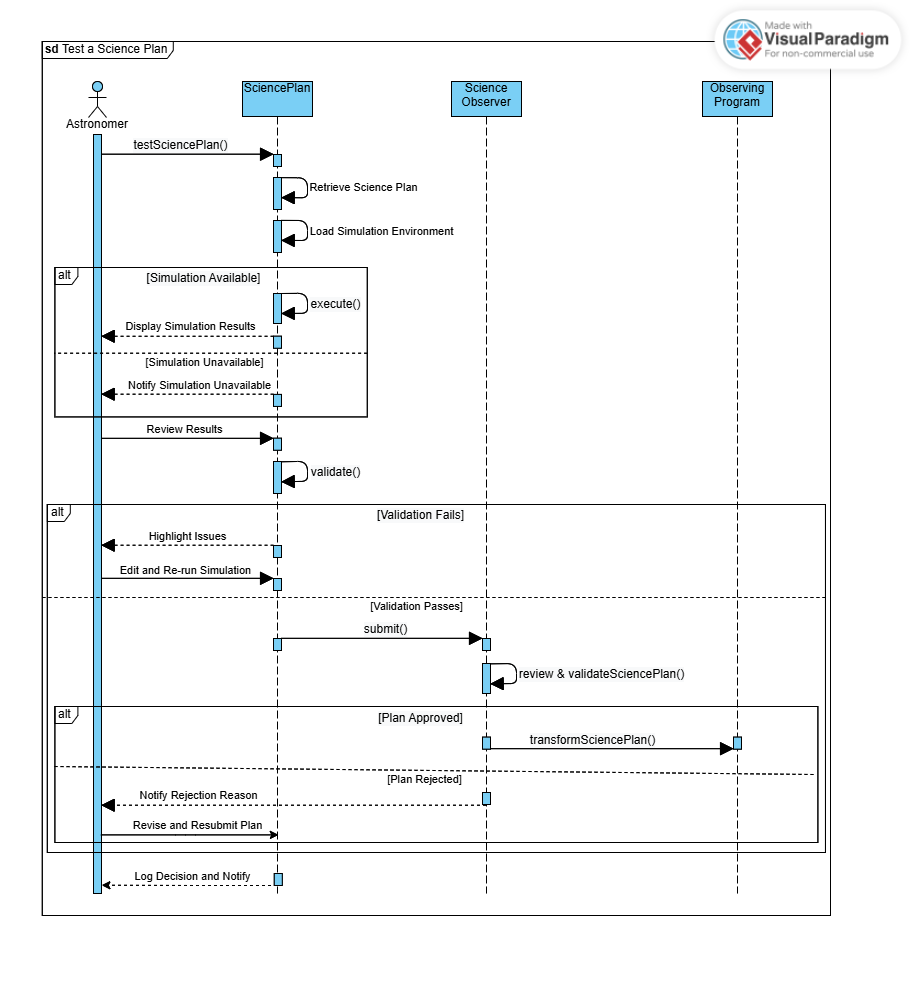 Made with
VisualParadigm
For non-commercial use
sd Test a Science Plan
Astronomer
SciencePlan
Science
Observer
Observing
Program
testSciencePlan()
Retrieve Science Plan
Load Simulation Environment
alt
[Simulation Available]
execute()
Display Simulation Results
[Simulation Unavailable]
Notify Simulation Unavailable
Review Results
validate()
alt
[Validation Fails]
Highlight Issues
Edit and Re-run Simulation
[Validation Passes]
submit()
review & validateSciencePlan()
alt
[Plan Approved]
transformSciencePlan()
[Plan Rejected]
Notify Rejection Reason
Revise and Resubmit Plan
Log Decision and Notify